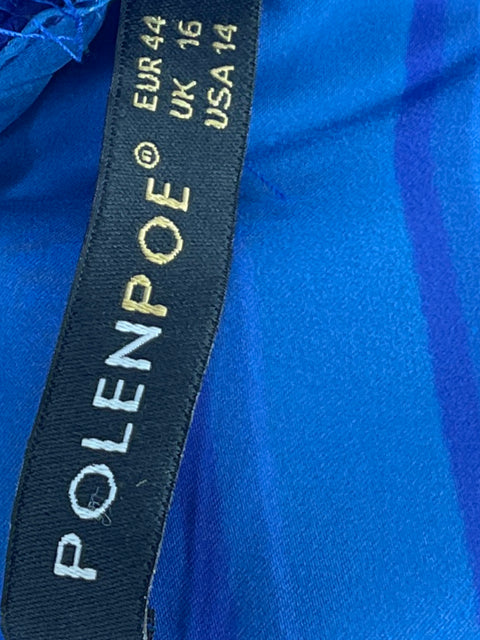 POLENPOE®
EUR 44
UK 16
USA 14